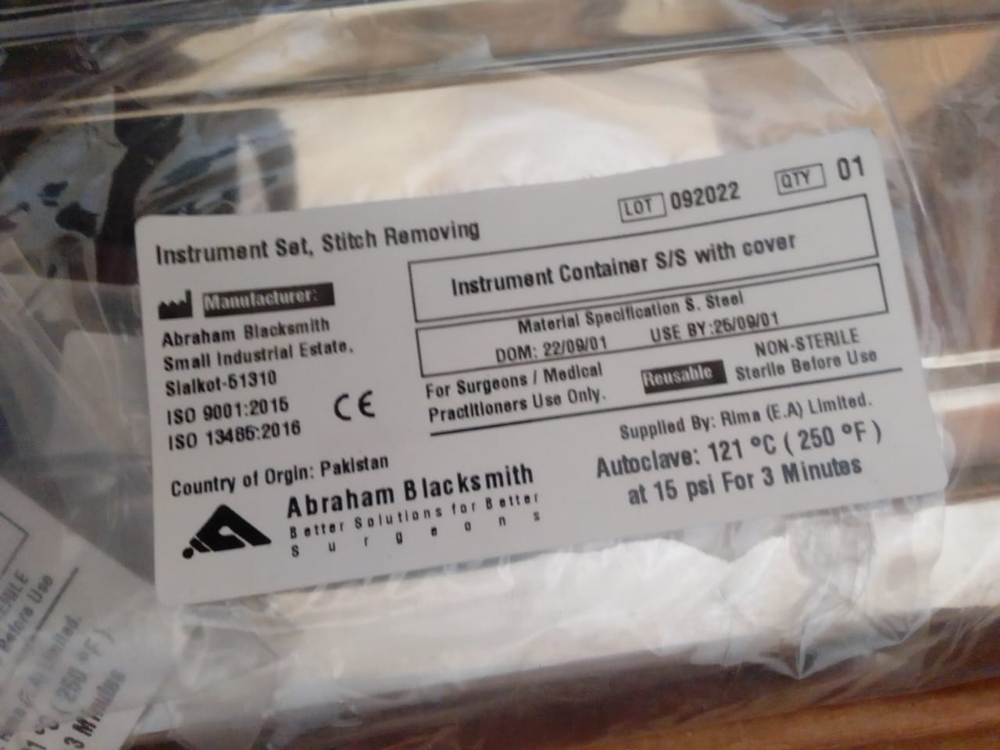 Instrument Set, Stitch Removing
LOT 092022 QTY 01
Manufacturer:
Abraham Blacksmith
Small Industrial Estate,
Sialkot-51310
ISO 9001:2015
ISO 13485:2016
CE
Country of Orgin: Pakistan
Instrument Container S/S with cover
Material Specification S. Steel
DOM: 22/09/01 USE BY:26/09/01
For Surgeons / Medical
Practitioners Use Only.
Reusable
NON-STERILE
Sterile Before Use
Supplied By: Rima (E.A) Limited.
Autoclave: 121 °C ( 250 °F )
at 15 psi For 3 Minutes
Abraham Blacksmith
Better Solutions for Better
Surgeons
Before Use
Limited.
( 250 °F )
3 Minutes